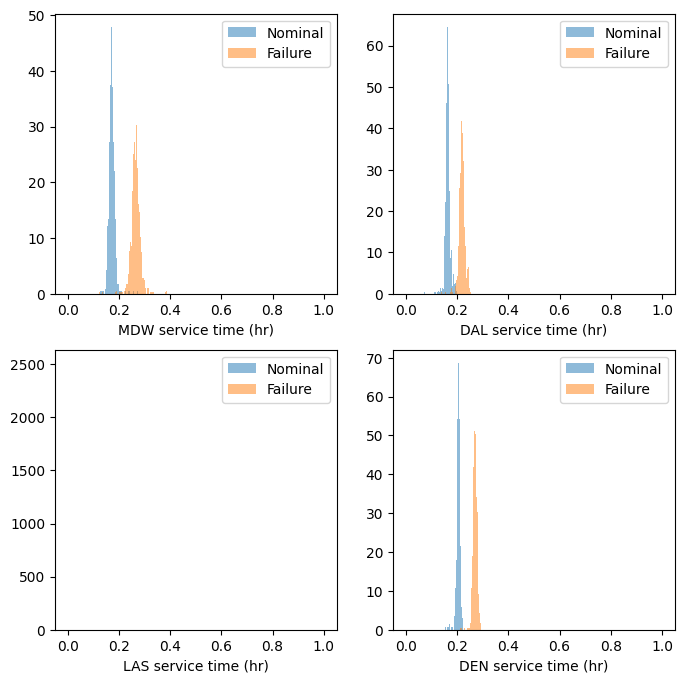 50
40
30
20
10
0
Nominal
Failure
0.0 0.2 0.4 0.6 0.8 1.0
MDW service time (hr)
60
50
40
30
20
10
0
Nominal
Failure
0.0 0.2 0.4 0.6 0.8 1.0
DAL service time (hr)
2500
2000
1500
1000
500
0
Nominal
Failure
0.0 0.2 0.4 0.6 0.8 1.0
LAS service time (hr)
70
60
50
40
30
20
10
0
Nominal
Failure
0.0 0.2 0.4 0.6 0.8 1.0
DEN service time (hr)